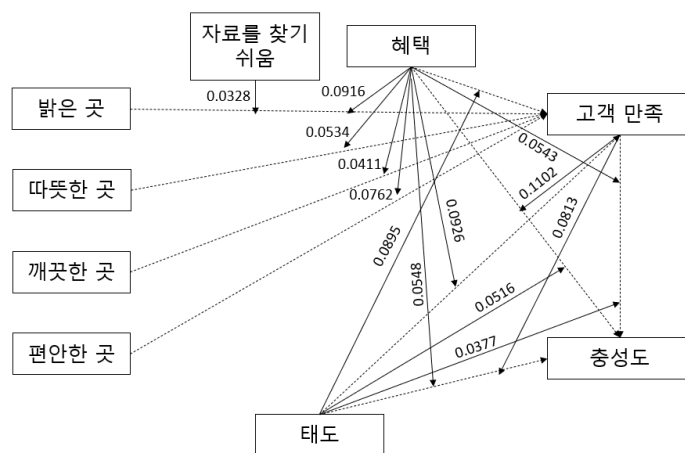 자료를 찾기
쉬움
혜택
0.0328
0.0916
밝은 곳
고객 만족
0.0534
0.0543
0.0411
따뜻한 곳
0.0762
0.1102
0.0813
0.0926
0.0895
깨끗한 곳
0.0548
0.0516
편안한 곳
0.0377
충성도
태도